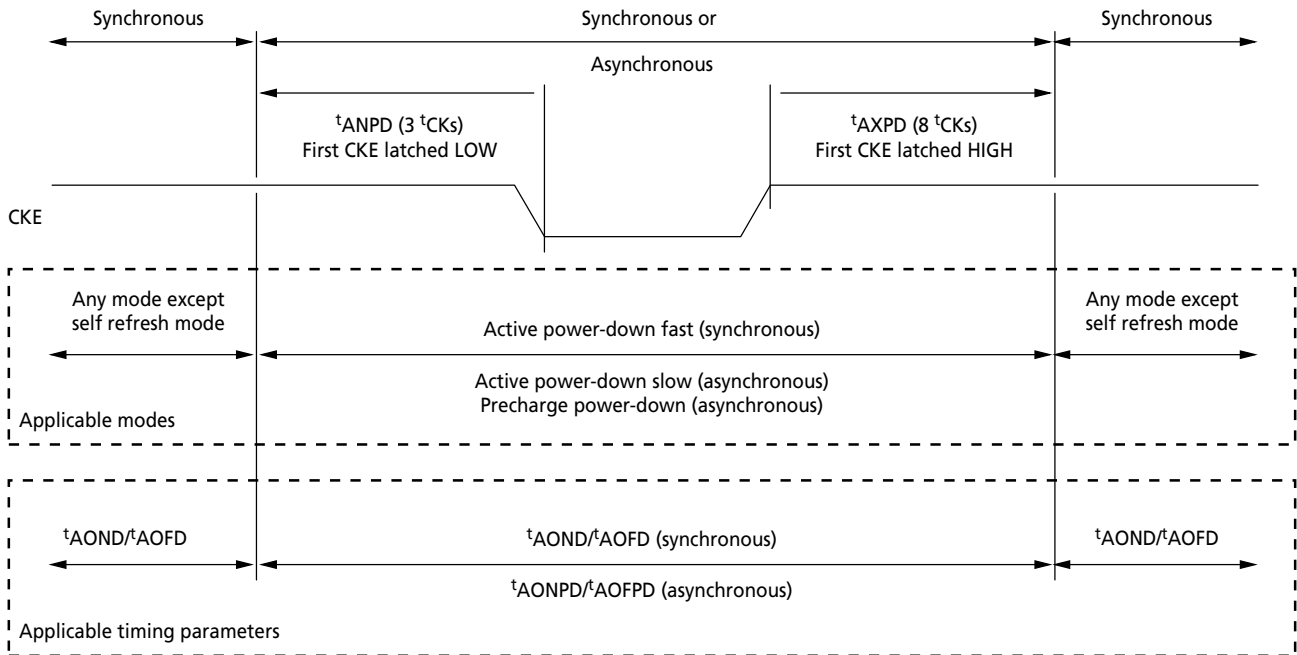 Synchronous
Synchronous or
Asynchronous
Synchronous
tANPD (3 tCKs)
First CKE latched LOW
tAXPD (8 tCKs)
First CKE latched HIGH
CKE
Any mode except
self refresh mode
Active power-down fast (synchronous)
Active power-down slow (asynchronous)
Precharge power-down (asynchronous)
Any mode except
self refresh mode
Applicable modes
tAOND/tAOFD
tAOND/tAOFD (synchronous)
tAONPD/tAOFPD (asynchronous)
tAOND/tAOFD
Applicable timing parameters